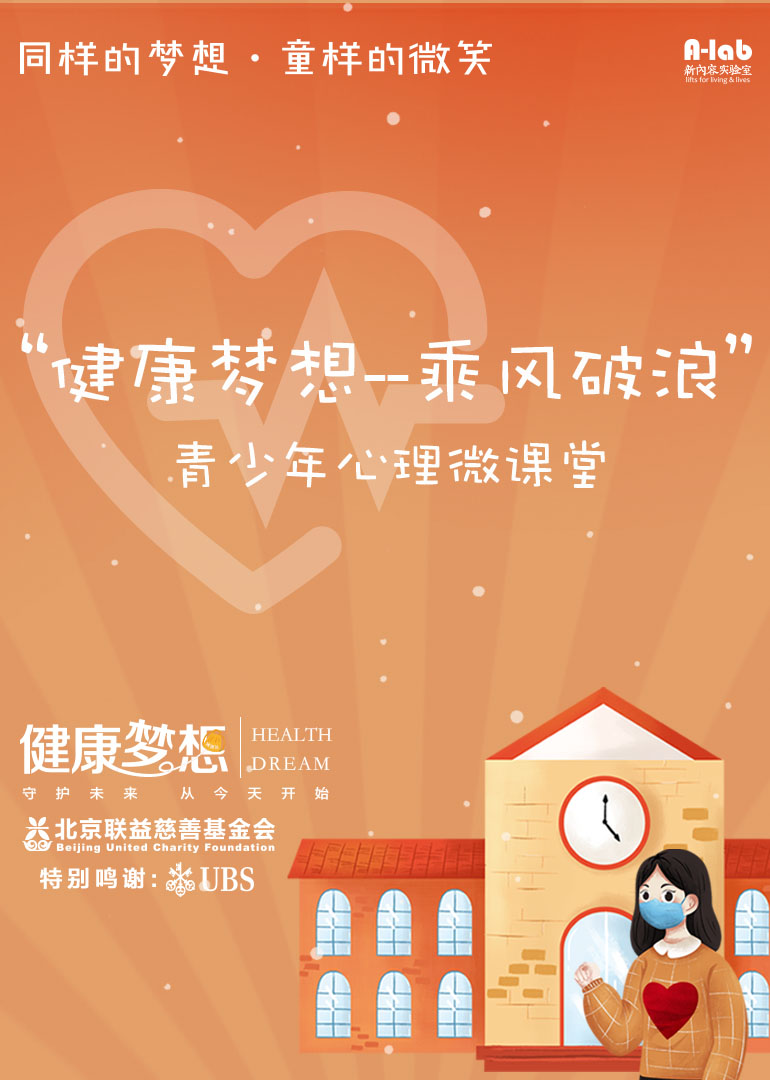 同样的梦想·童样的微笑
A-lab
新内容实验室
lifts for living & lives
“健康梦想--乘风破浪”
青少年心理微课堂
健康梦想
HEALTH
DREAM
守护未来 从今天开始
北京联益慈善基金会
Beijing United Charity Foundation
特别鸣谢：UBS